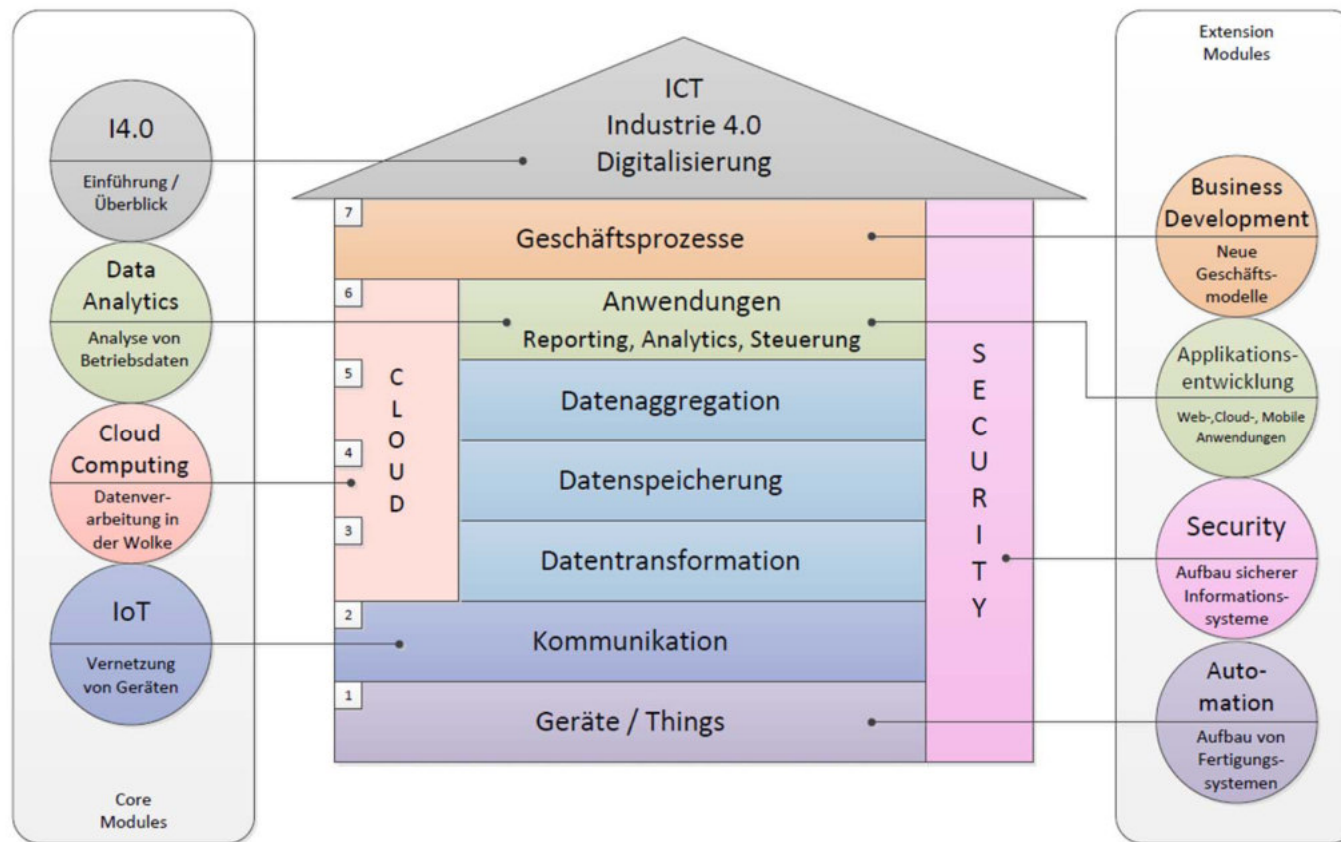 I4.0
Einführung /
Überblick
Data
Analytics
Analyse von
Betriebsdaten
Cloud
Computing
Datenver-
arbeitung in
der Wolke
IoT
Vernetzung
von Geräten
Core
Modules
ICT
Industrie 4.0
Digitalisierung
7
Geschäftsprozesse
6
Anwendungen
Reporting, Analytics, Steuerung
5
Datenaggregation
4
Datenspeicherung
3
Datentransformation
C
L
O
U
D
2
Kommunikation
1
Geräte / Things
S
E
C
U
R
I
T
Y
Extension
Modules
Business
Development
Neue
Geschäfts-
modelle
Applikations-
entwicklung
Web-,Cloud-, Mobile
Anwendungen
Security
Aufbau sicherer
Informations-
systeme
Auto-
mation
Aufbau von
Fertigungs-
systemen